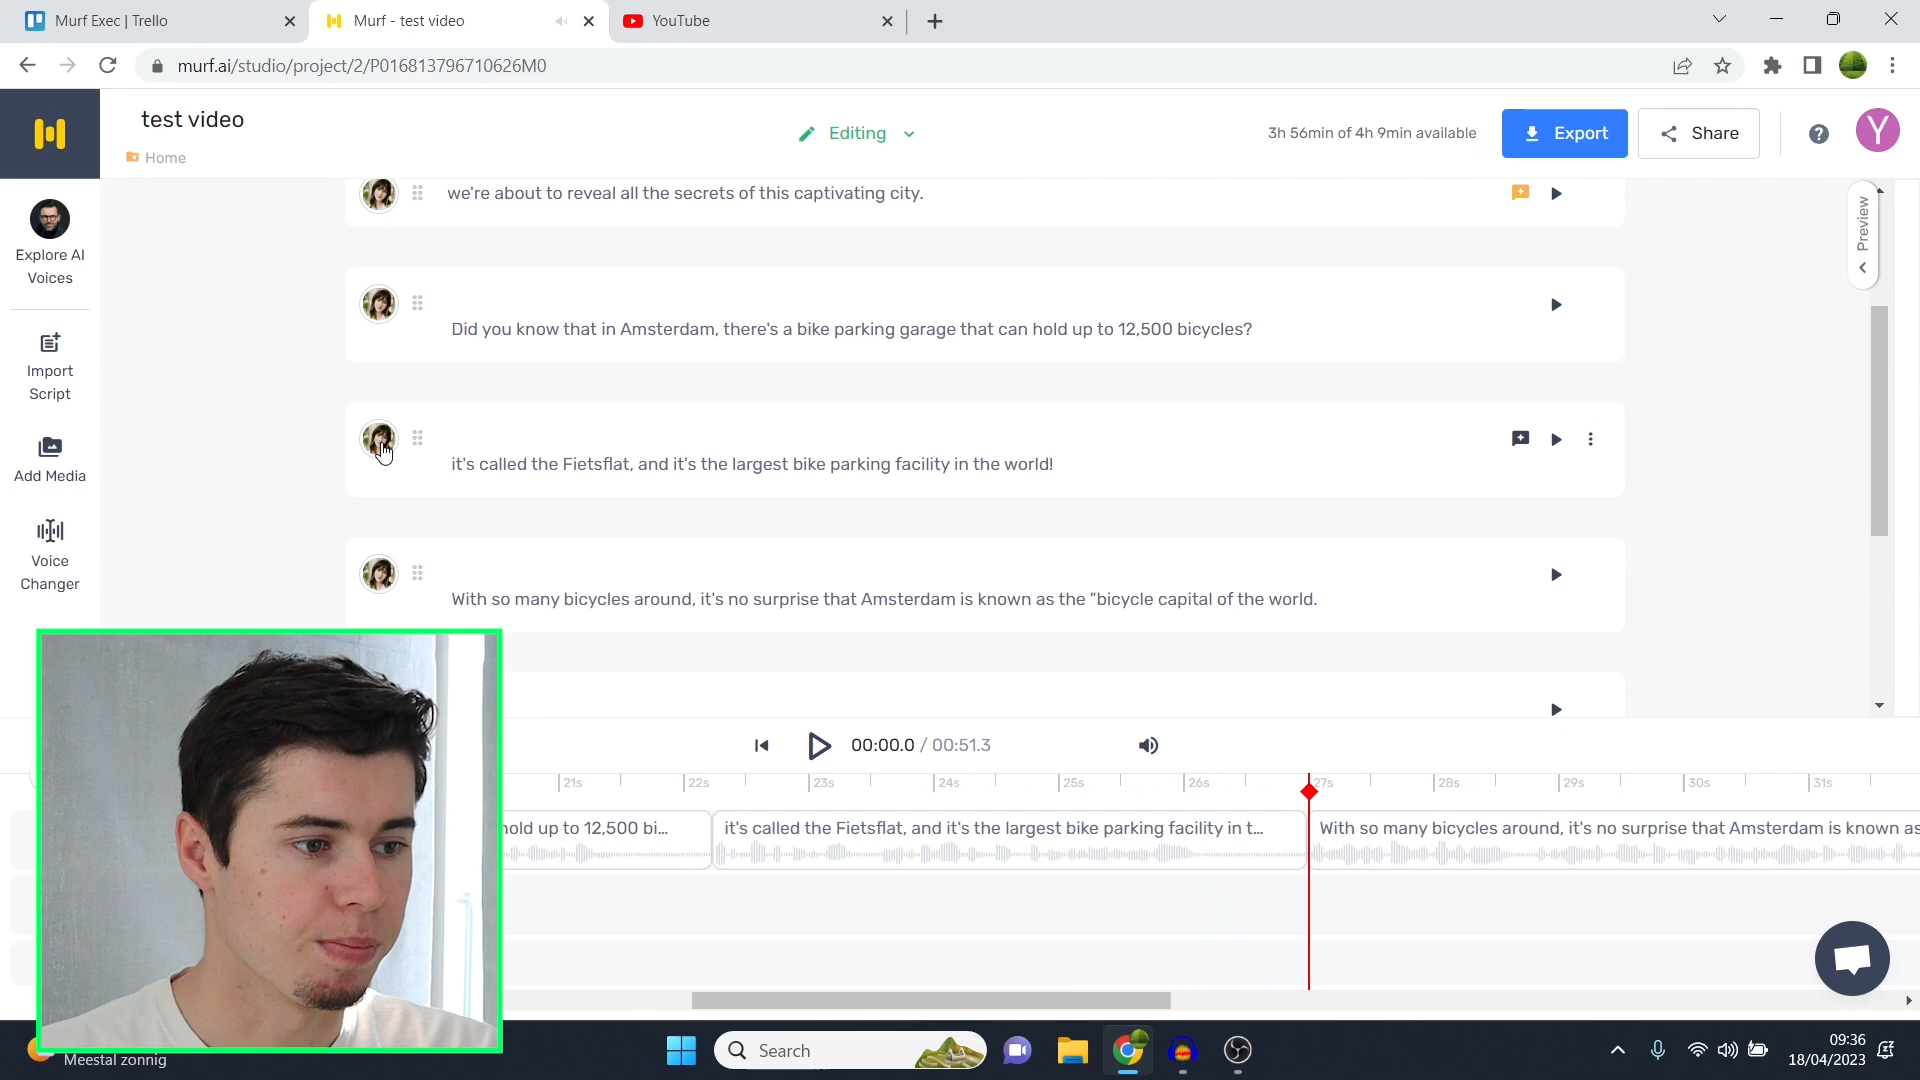 Murf Exec | Trello
Murf - test video
YouTube
murf.ai/studio/project/2/P016813796710626M0
test video
Home
Editing
3h 56min of 4h 9min available
Export
Share
Y
Explore AI
Voices
Import
Script
Add Media
Voice
Changer
we're about to reveal all the secrets of this captivating city.
Did you know that in Amsterdam, there's a bike parking garage that can hold up to 12,500 bicycles?
it's called the Fietsflat, and it's the largest bike parking facility in the world!
With so many bicycles around, it's no surprise that Amsterdam is known as the "bicycle capital of the world.
Preview
00:00.0 / 00:51.3
21s 22s 23s 24s 25s 26s 27s 28s 29s 30s 31s
hold up to 12,500 bi...
it's called the Fietsflat, and it's the largest bike parking facility in t...
With so many bicycles around, it's no surprise that Amsterdam is known as
Meestal zonnig
Search
09:36
18/04/2023